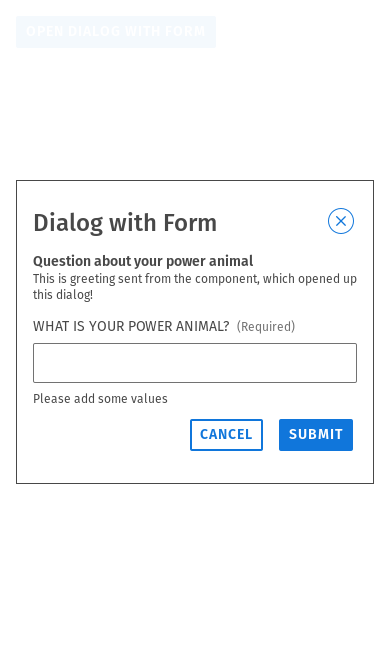 OPEN DIALOG WITH FORM
Dialog with Form
Question about your power animal
This is greeting sent from the component, which opened up
this dialog!
WHAT IS YOUR POWER ANIMAL? (Required)
Please add some values
CANCEL SUBMIT